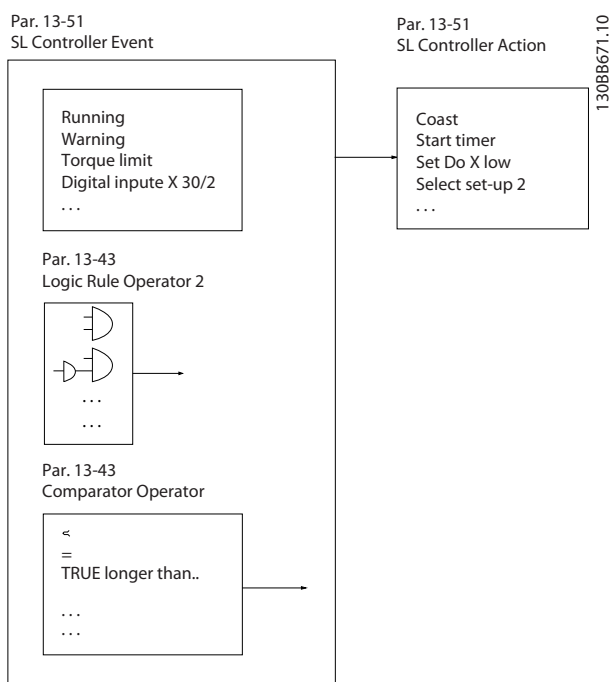 Par. 13-51
SL Controller Event
Par. 13-51
SL Controller Action
130BB671.10
Running
Warning
Torque limit
Digital inpute X 30/2
. . .
Coast
Start timer
Set Do X low
Select set-up 2
. . .
Par. 13-43
Logic Rule Operator 2
. . .
. . .
Par. 13-43
Comparator Operator
=
TRUE longer than..
. . .
. . .